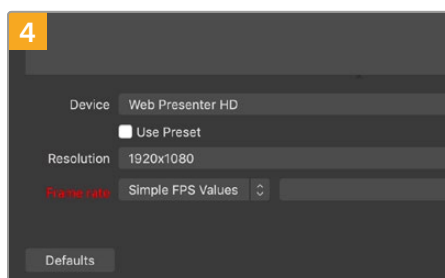 4
Device Web Presenter HD
Use Preset
Resolution 1920x1080
Frame rate Simple FPS Values
Defaults